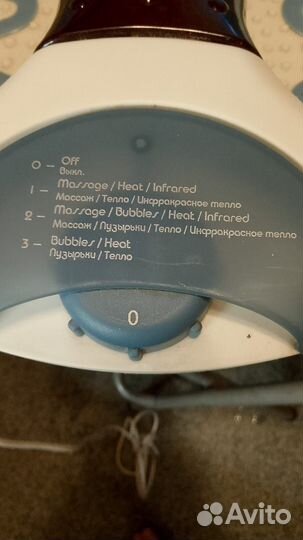 0 – Off
Выкл.
1 – Massage / Heat / Infrared
Массаж / Тепло / Инфракрасное тепло
2 – Massage / Bubbles / Heat / Infrared
Массаж / Пузырьки / Тепло / Инфракрасное тепло
3 – Bubbles / Heat
Пузырьки / Тепло
0
Avito